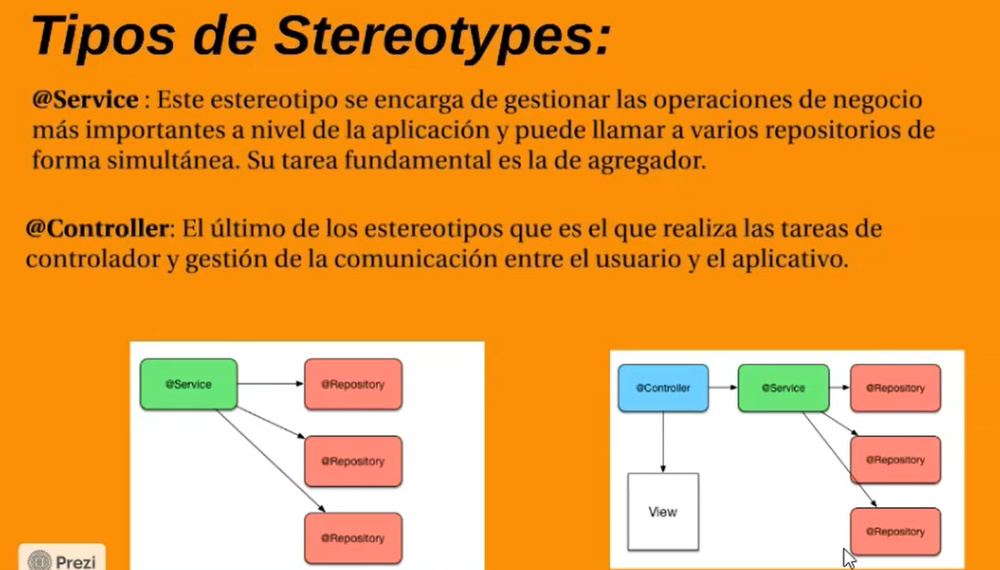 Tipos de Stereotypes:
@Service : Este estereotipo se encarga de gestionar las operaciones de negocio
más importantes a nivel de la aplicación y puede llamar a varios repositorios de
forma simultánea. Su tarea fundamental es la de agregador.
@Controller: El último de los estereotipos que es el que realiza las tareas de
controlador y gestión de la comunicación entre el usuario y el aplicativo.
@Service
@Repository
@Repository
@Repository
@Controller
@Service
@Repository
@Repository
View
@Repository
Prezi